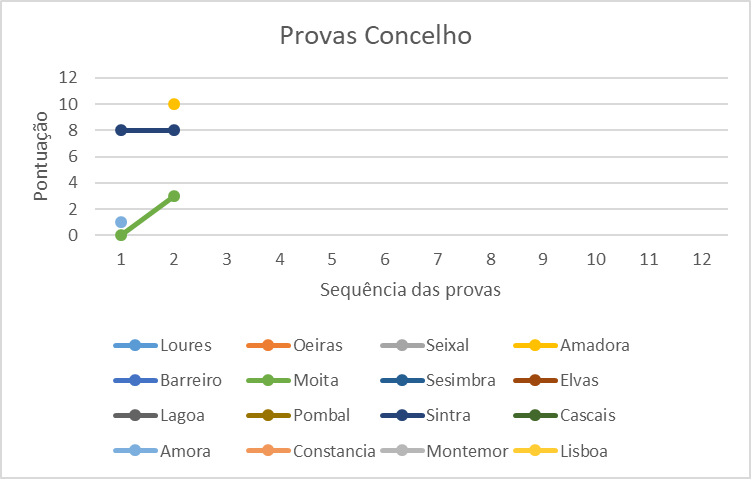 Provas Concelho
12
10
8
6
4
2
0
Pontuação
1 2 3 4 5 6 7 8 9 10 11 12
Sequência das provas
Loures Oeiras Seixal Amadora
Barreiro Moita Sesimbra Elvas
Lagoa Pombal Sintra Cascais
Amora Constancia Montemor Lisboa